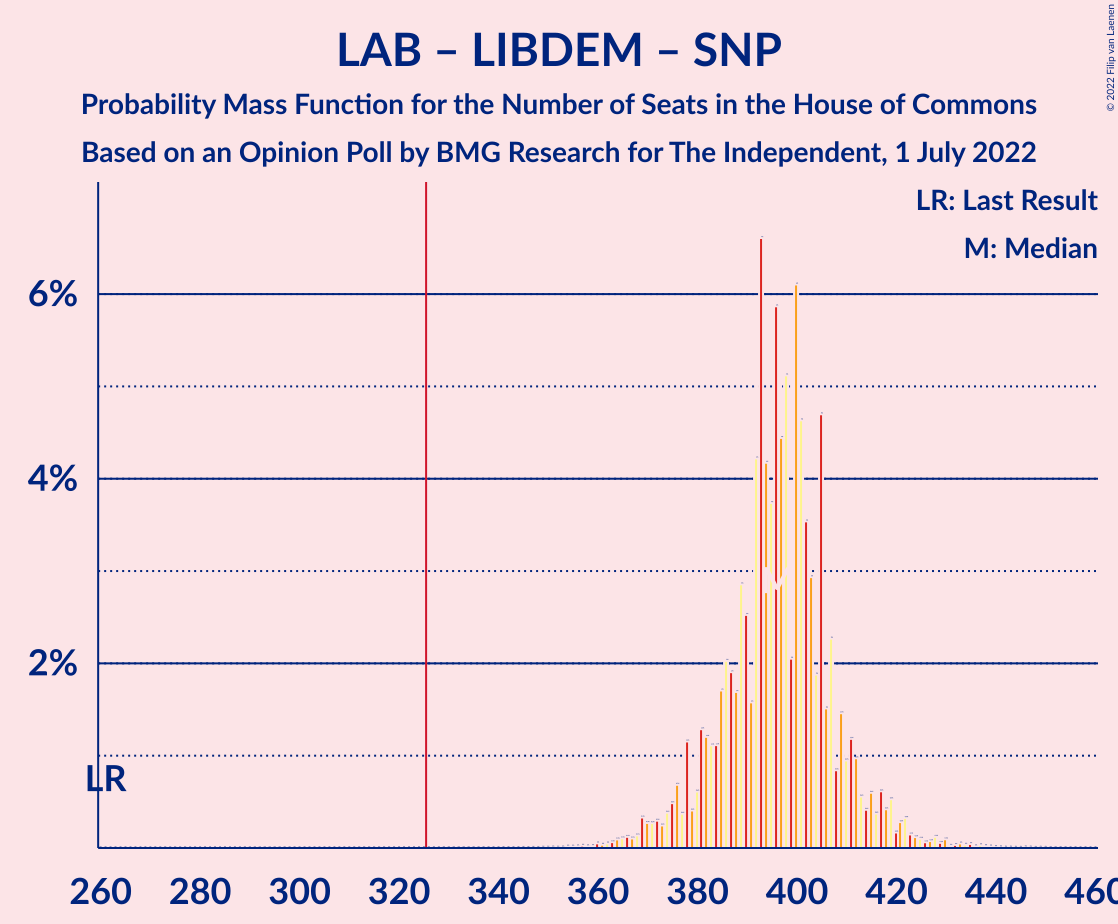 LAB – LIBDEM – SNP
Probability Mass Function for the Number of Seats in the House of Commons
Based on an Opinion Poll by BMG Research for The Independent, 1 July 2022
© 2022 Filip van Laenen
LR: Last Result
M: Median
6%
4%
2%
LR
260 280 300 320 340 360 380 400 420 440 460